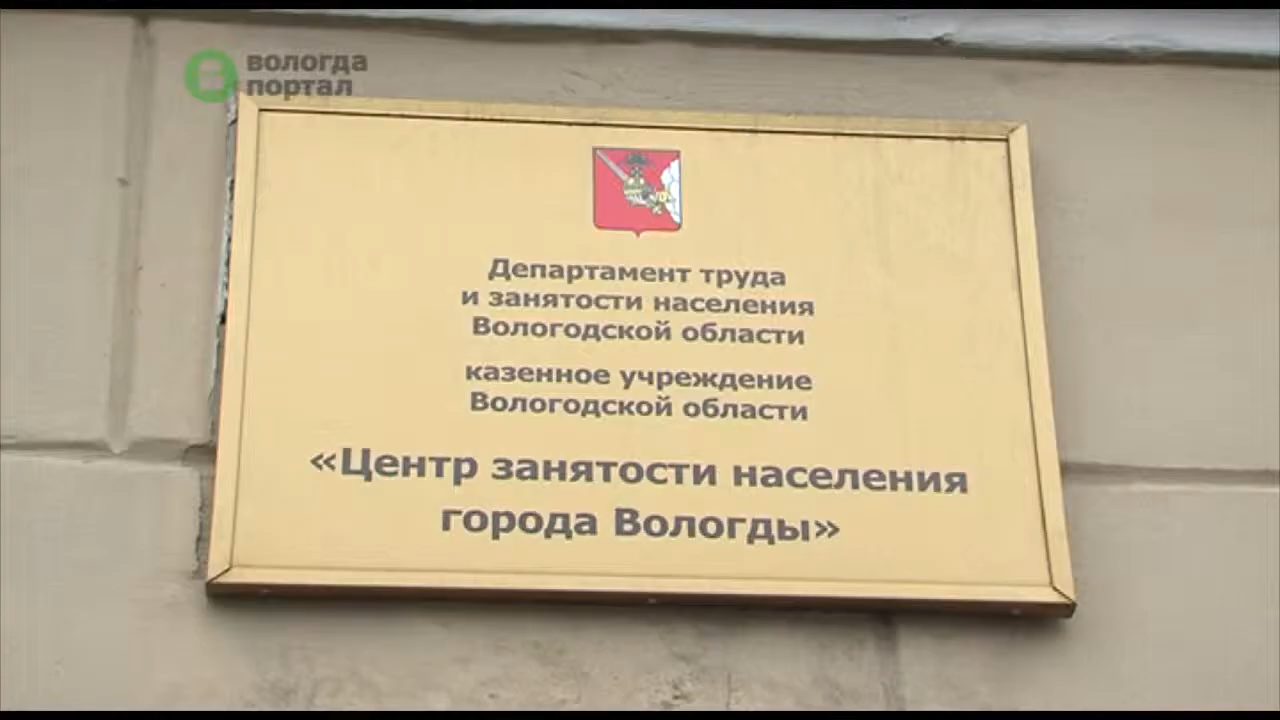 вологда
портал
Департамент труда
и занятости населения
Вологодской области
казенное учреждение
Вологодской области
«Центр занятости населения
города Вологды»